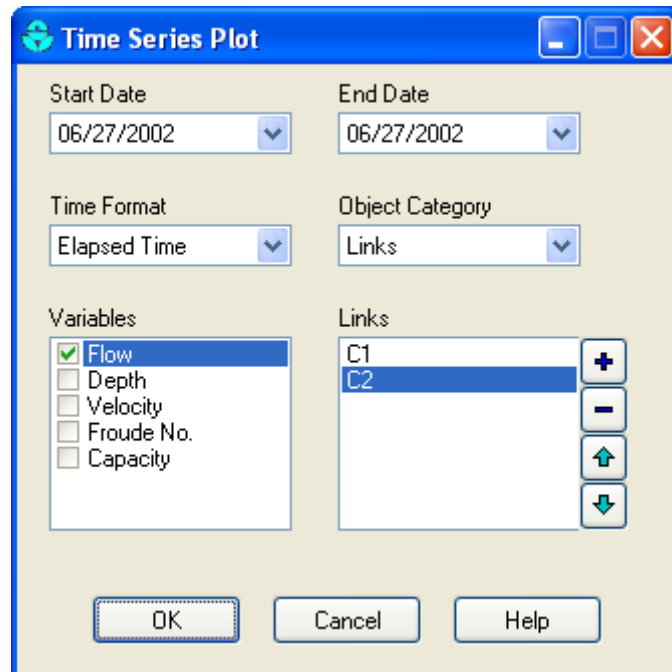 Time Series Plot
Start Date
End Date
06/27/2002
06/27/2002
Time Format
Object Category
Elapsed Time
Links
Variables
Links
Flow
Depth
Velocity
Froude No.
Capacity
C1
C2
OK
Cancel
Help